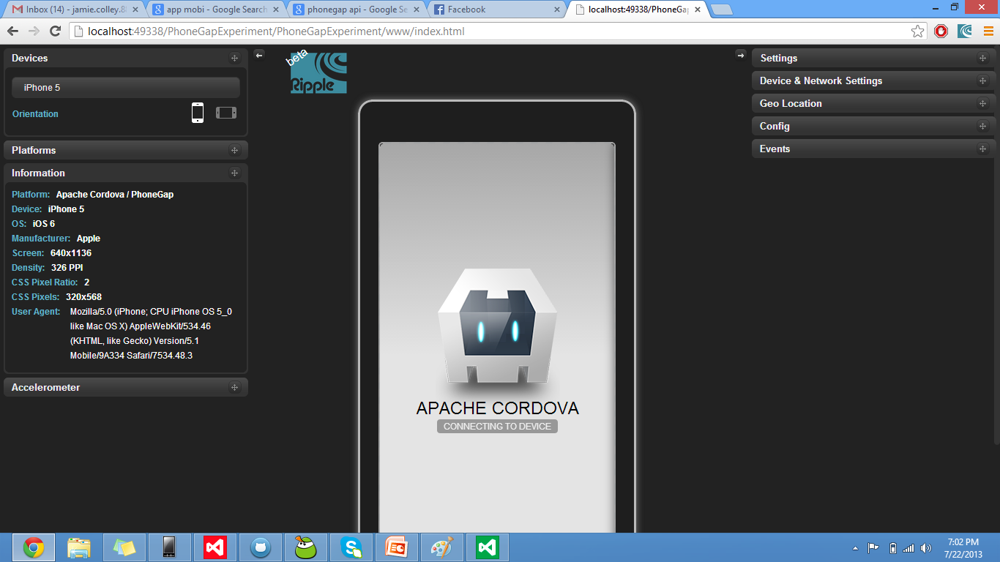 Inbox (14) - jamie.colley.8
app mobi - Google Search
phonegap api - Google Se
Facebook
localhost:49338/PhoneGap
localhost:49338/PhoneGapExperiment/PhoneGapExperiment/www/index.html
Devices
iPhone 5
Orientation
Platforms
Information
Platform: Apache Cordova / PhoneGap
Device: iPhone 5
OS: iOS 6
Manufacturer: Apple
Screen: 640x1136
Density: 326 PPI
CSS Pixel Ratio: 2
CSS Pixels: 320x568
User Agent: Mozilla/5.0 (iPhone; CPU iPhone OS 5_0
like Mac OS X) AppleWebKit/534.46
(KHTML, like Gecko) Version/5.1
Mobile/9A334 Safari/7534.48.3
Accelerometer
beta
Ripple
APACHE CORDOVA
CONNECTING TO DEVICE
Settings
Device & Network Settings
Geo Location
Config
Events
7:02 PM
7/22/2013